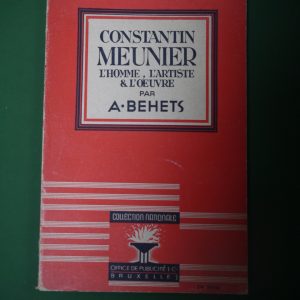 CONSTANTIN
MEUNIER
L'HOMME, L'ARTISTE
& L'ŒUVRE
PAR
A·BEHETS
COLLECTION NATIONALE
OFFICE DE PUBLICITÉ S.C.
BRUXELLES